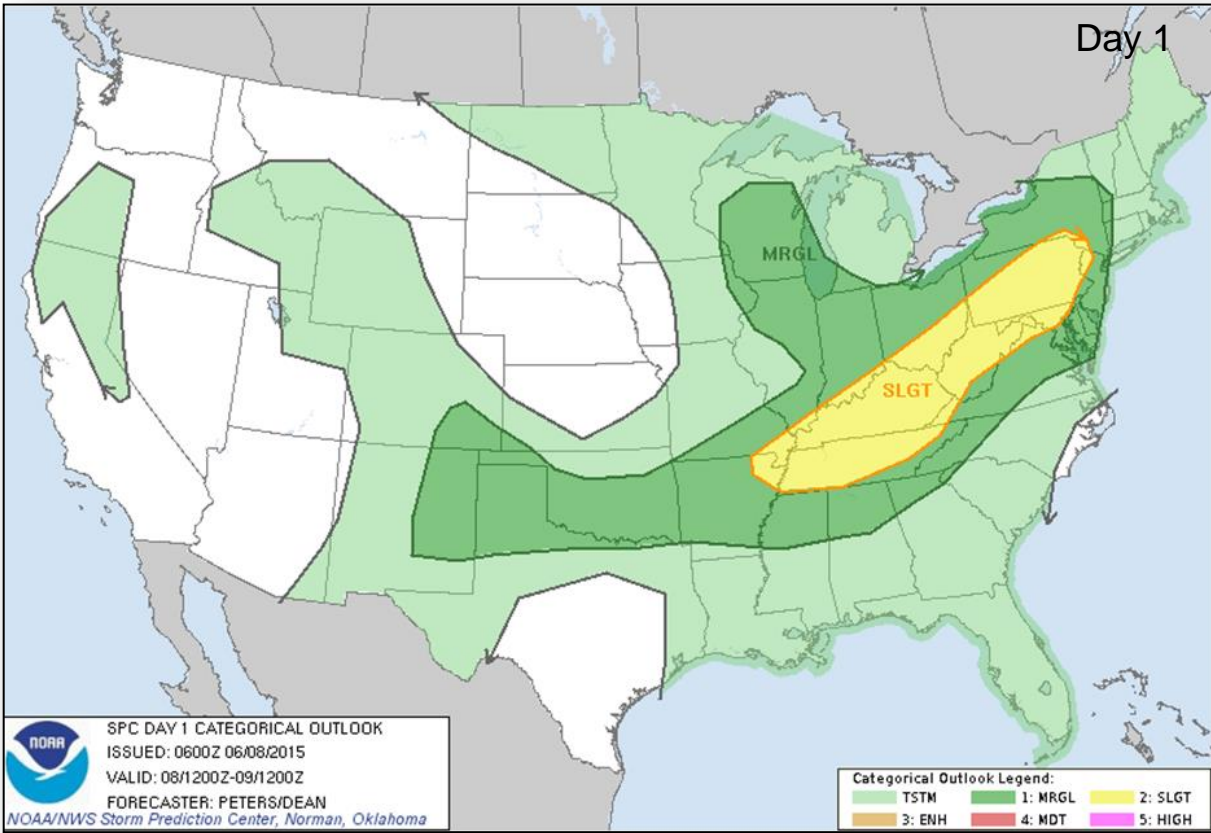 Day 1
MRGL
SLGT
NOAA
SPC DAY 1 CATEGORICAL OUTLOOK
ISSUED: 0600Z 06/08/2015
VALID: 08/1200Z-09/1200Z
FORECASTER: PETERS/DEAN
NOAA/NWS Storm Prediction Center, Norman, Oklahoma
Categorical Outlook Legend:
TSTM 1: MRGL 2: SLGT
3: ENH 4: MDT 5: HIGH